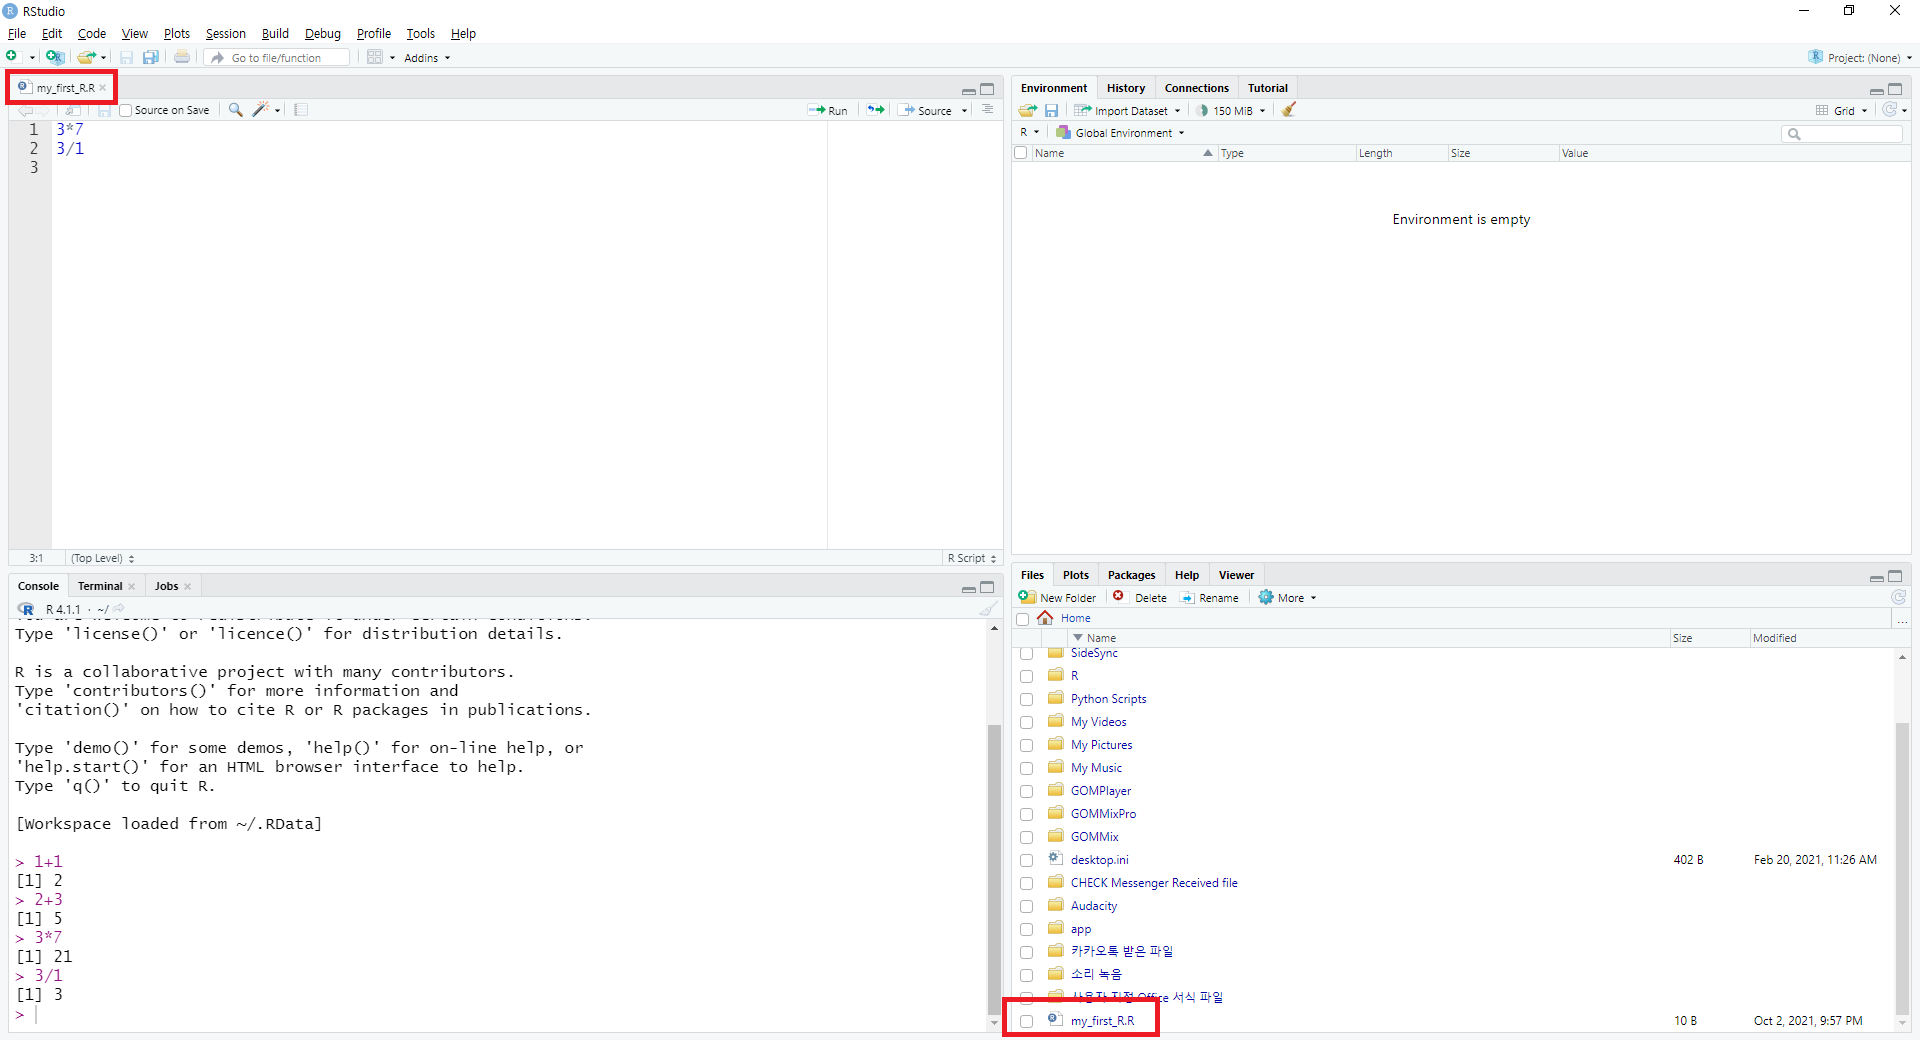 RStudio
File Edit Code View Plots Session Build Debug Profile Tools Help
Go to file/function Addins Project: (None)
my_first_R.R
Source on Save Run Source
1 3*7
2 3/1
3
3:1 (Top Level) R Script
Console Terminal Jobs
R 4.1.1 · ~/
Type 'license()' or 'licence()' for distribution details.
R is a collaborative project with many contributors.
Type 'contributors()' for more information and
'citation()' on how to cite R or R packages in publications.
Type 'demo()' for some demos, 'help()' for on-line help, or
'help.start()' for an HTML browser interface to help.
Type 'q()' to quit R.
[Workspace loaded from ~/.RData]
> 1+1
[1] 2
> 2+3
[1] 5
> 3*7
[1] 21
> 3/1
[1] 3
>
Environment History Connections Tutorial
Import Dataset 150 MiB Grid
R Global Environment
Name Type Length Size Value
Environment is empty
Files Plots Packages Help Viewer
New Folder Delete Rename More
Home ...
Name Size Modified
SideSync
R
Python Scripts
My Videos
My Pictures
My Music
GOMPlayer
GOMMixPro
GOMMix
desktop.ini 402 B Feb 20, 2021, 11:26 AM
CHECK Messenger Received file
Audacity
app
카카오톡 받은 파일
소리 녹음
사용자 지정 Office 서식 파일
my_first_R.R 10 B Oct 2, 2021, 9:57 PM